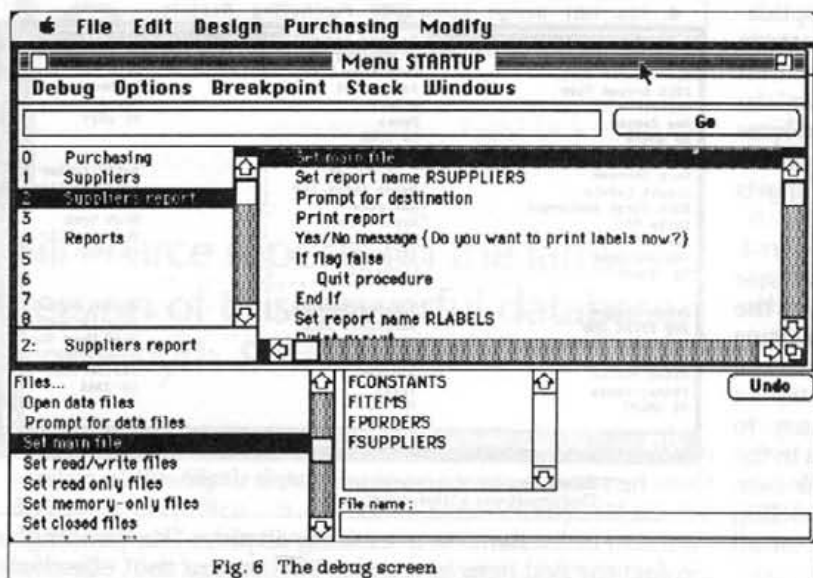 File Edit Design Purchasing Modify
Menu STARTUP
Debug Options Breakpoint Stack Windows
Go
0 Purchasing
1 Suppliers
2 Suppliers report
3
4 Reports
5
6
7
8
2: Suppliers report
Set main file
Set report name RSUPPLIERS
Prompt for destination
Print report
Yes/No message {Do you want to print labels now?}
If flag false
Quit procedure
End If
Set report name RLABELS
Files...
Open data files
Prompt for data files
Set main file
Set read/write files
Set read only files
Set memory-only files
Set closed files
FCONSTANTS
FITEMS
FPORDERS
FSUPPLIERS
Undo
File name:
Fig. 6 The debug screen